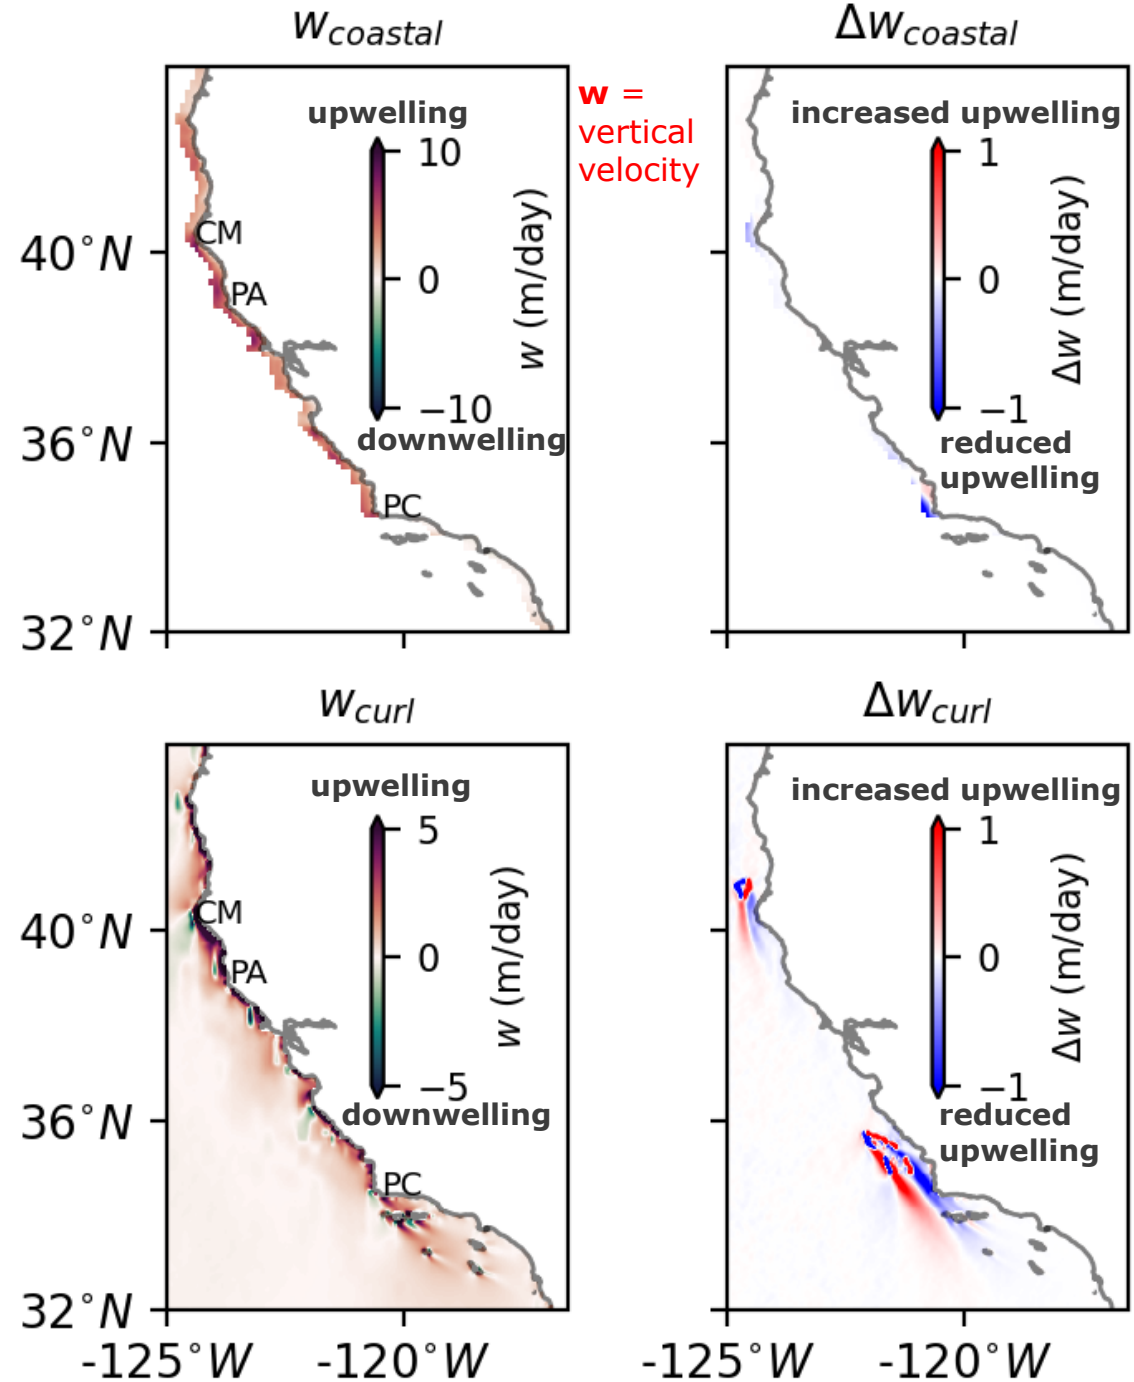 w_coastal
Δw_coastal
upwelling
10
0
−10
w (m/day)
downwelling
w =
vertical
velocity
increased upwelling
1
0
−1
Δw (m/day)
reduced
upwelling
CM
PA
PC
40°N
36°N
32°N
w_curl
Δw_curl
upwelling
5
0
−5
w (m/day)
downwelling
increased upwelling
1
0
−1
Δw (m/day)
reduced
upwelling
CM
PA
PC
40°N
36°N
32°N
-125°W
-120°W
-125°W
-120°W